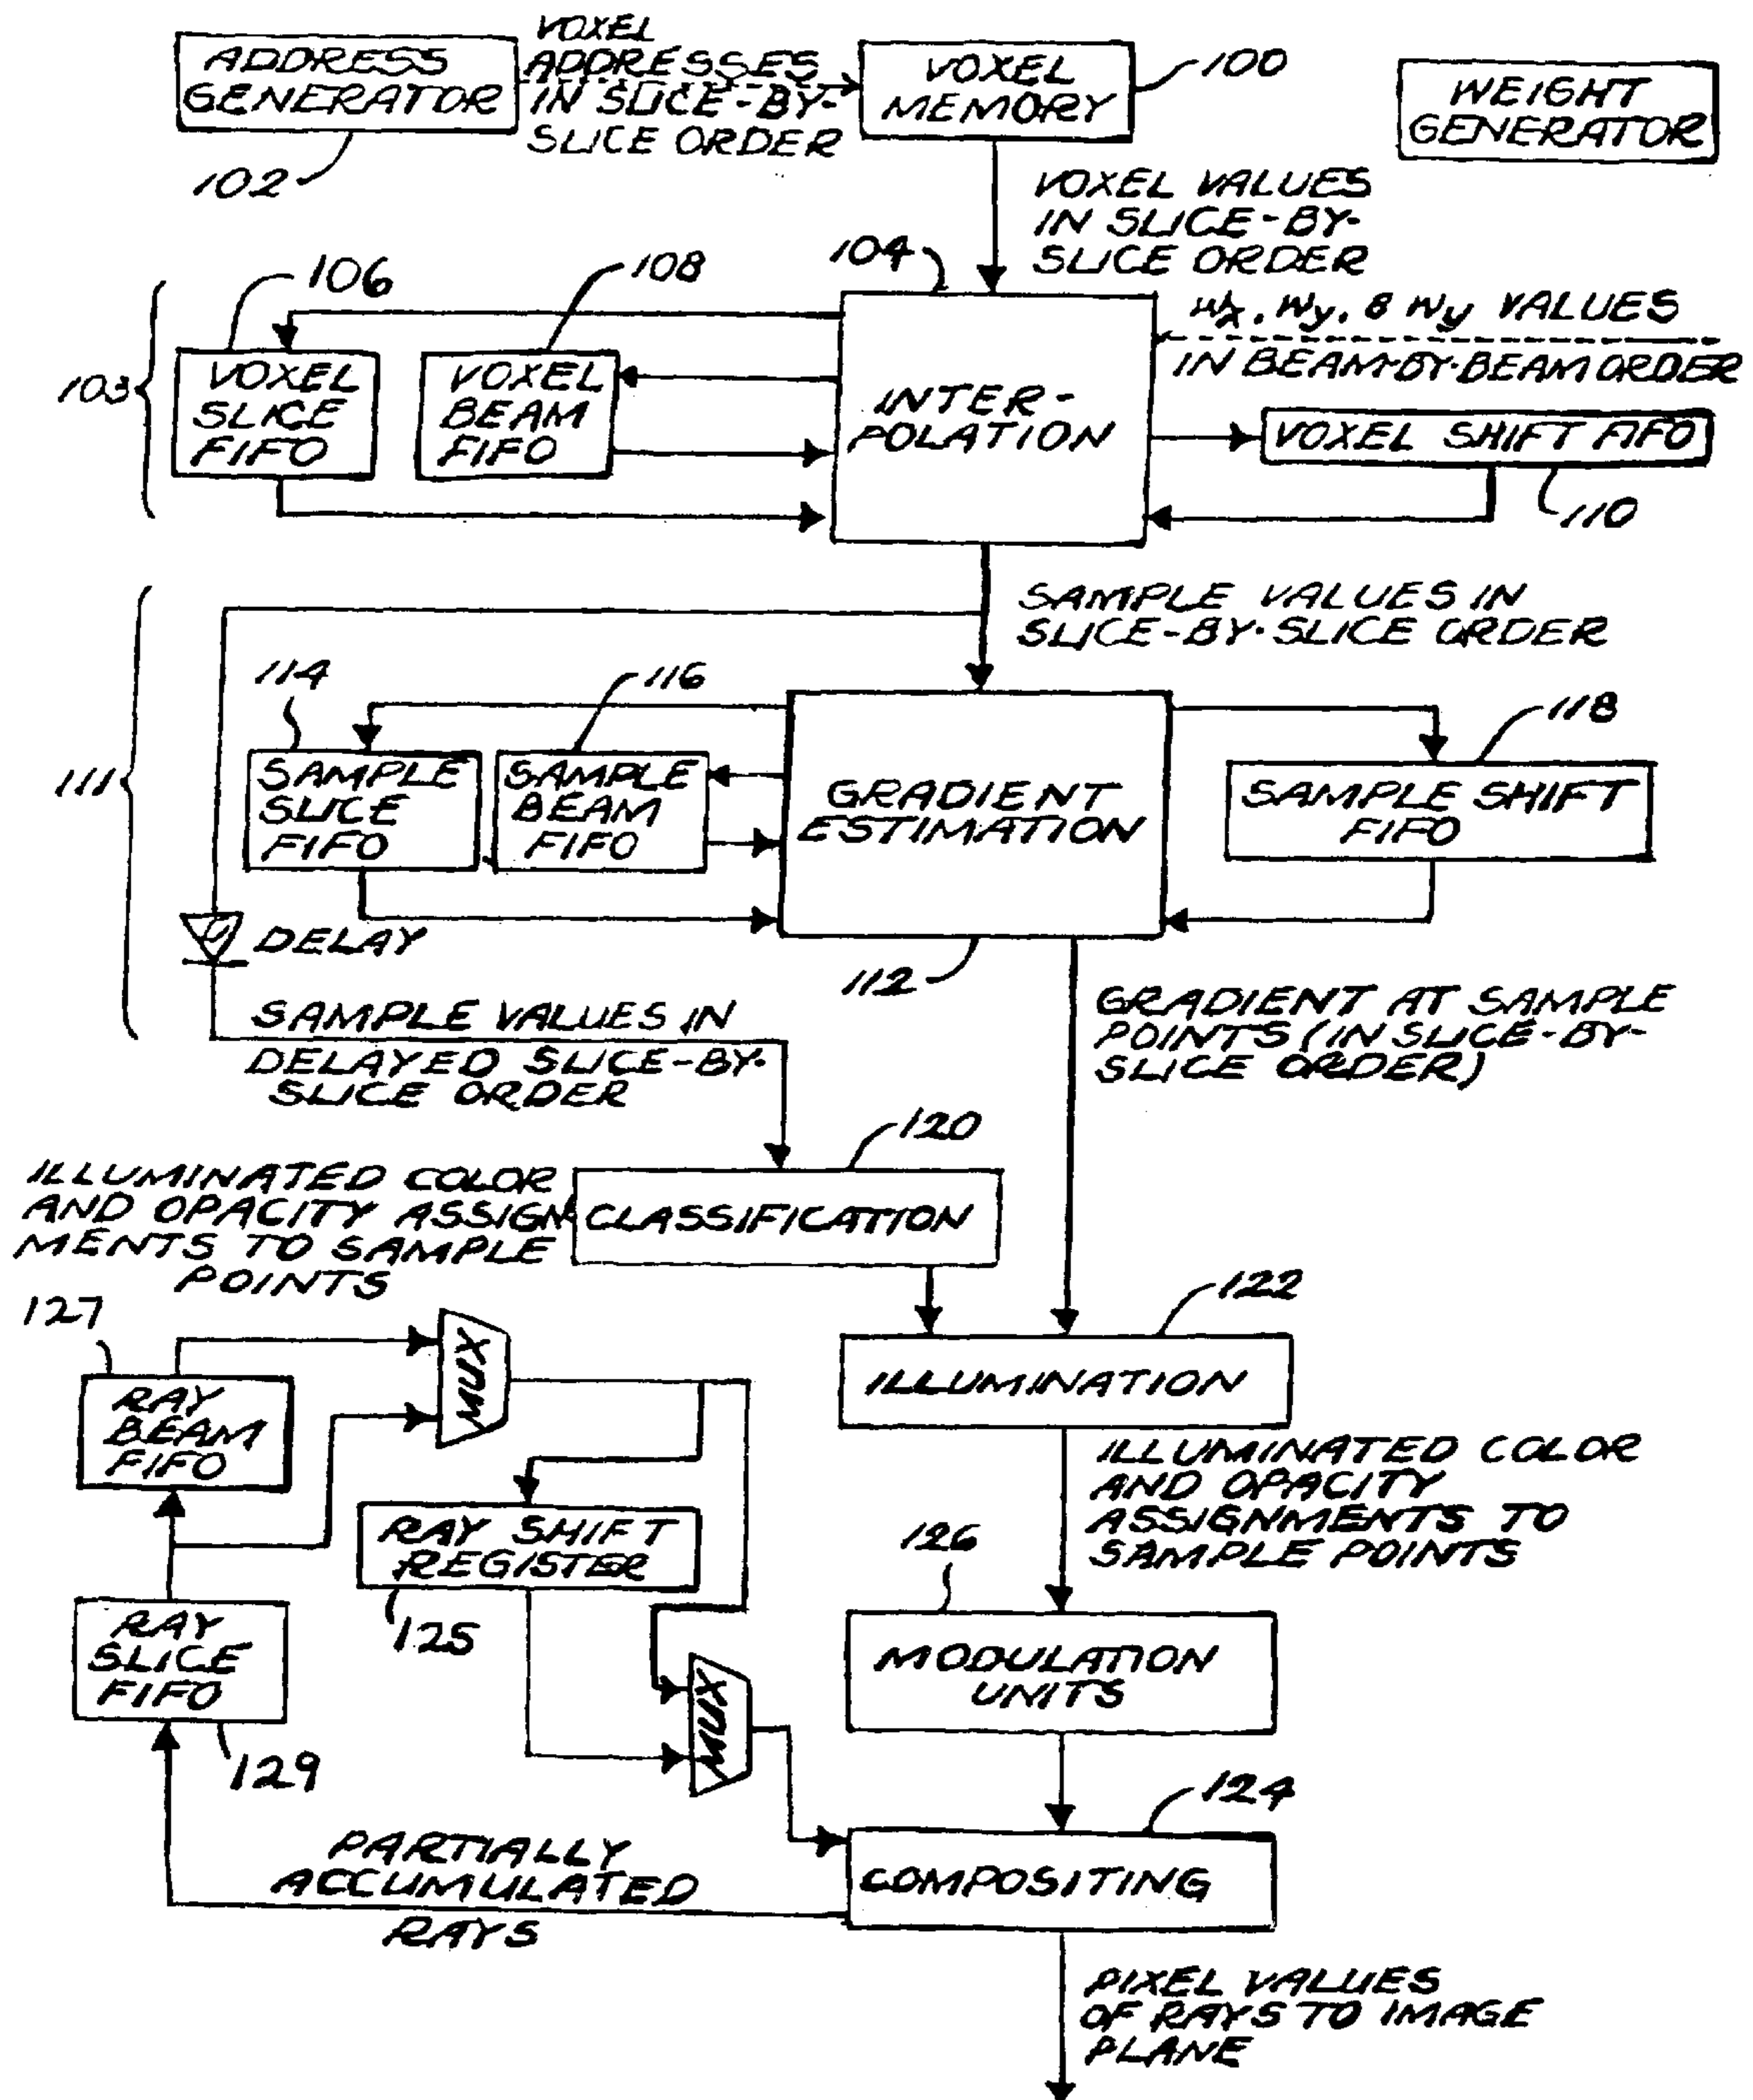 ADDRESS
GENERATOR
102
VOXEL
ADDRESSES
IN SLICE-BY-
SLICE ORDER
VOXEL
MEMORY
100
WEIGHT
GENERATOR
VOXEL VALUES
IN SLICE-BY-
SLICE ORDER
103
106
108
104
VOXEL
SLICE
FIFO
VOXEL
BEAM
FIFO
INTER-
POLATION
Wx, Wy, & Wy VALUES
IN BEAM-BY-BEAM ORDER
VOXEL SHIFT FIFO
110
SAMPLE VALUES IN
SLICE-BY-SLICE ORDER
111
114
116
118
SAMPLE
SLICE
FIFO
SAMPLE
BEAM
FIFO
GRADIENT
ESTIMATION
SAMPLE SHIFT
FIFO
DELAY
112
SAMPLE VALUES IN
DELAYED SLICE-BY-
SLICE ORDER
GRADIENT AT SAMPLE
POINTS (IN SLICE-BY-
SLICE ORDER)
120
ILLUMINATED COLOR
AND OPACITY ASSIGN-
MENTS TO SAMPLE
POINTS
CLASSIFICATION
122
127
MUX
ILLUMINATION
RAY
BEAM
FIFO
ILLUMINATED COLOR
AND OPACITY
ASSIGNMENTS TO
SAMPLE POINTS
RAY SHIFT
REGISTER
125
126
RAY
SLICE
FIFO
129
MUX
MODULATION
UNITS
124
PARTIALLY
ACCUMULATED
RAYS
COMPOSITING
PIXEL VALUES
OF RAYS TO IMAGE
PLANE